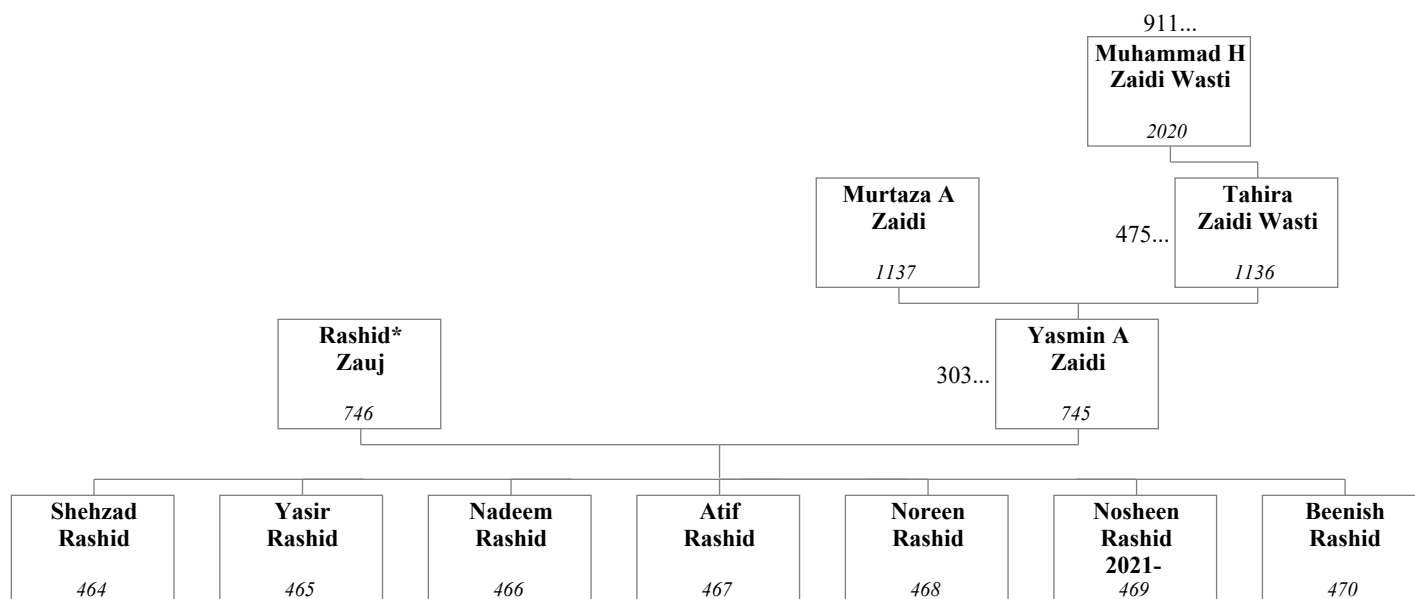 911...
Muhammad H
Zaidi Wasti
2020
Murtaza A
Zaidi
1137
475...
Tahira
Zaidi Wasti
1136
Rashid*
Zauj
746
303...
Yasmin A
Zaidi
745
Shehzad
Rashid
464
Yasir
Rashid
465
Nadeem
Rashid
466
Atif
Rashid
467
Noreen
Rashid
468
Nosheen
Rashid
2021-
469
Beenish
Rashid
470